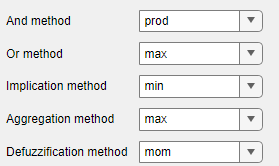 And method prod
Or method max
Implication method min
Aggregation method max
Defuzzification method mom